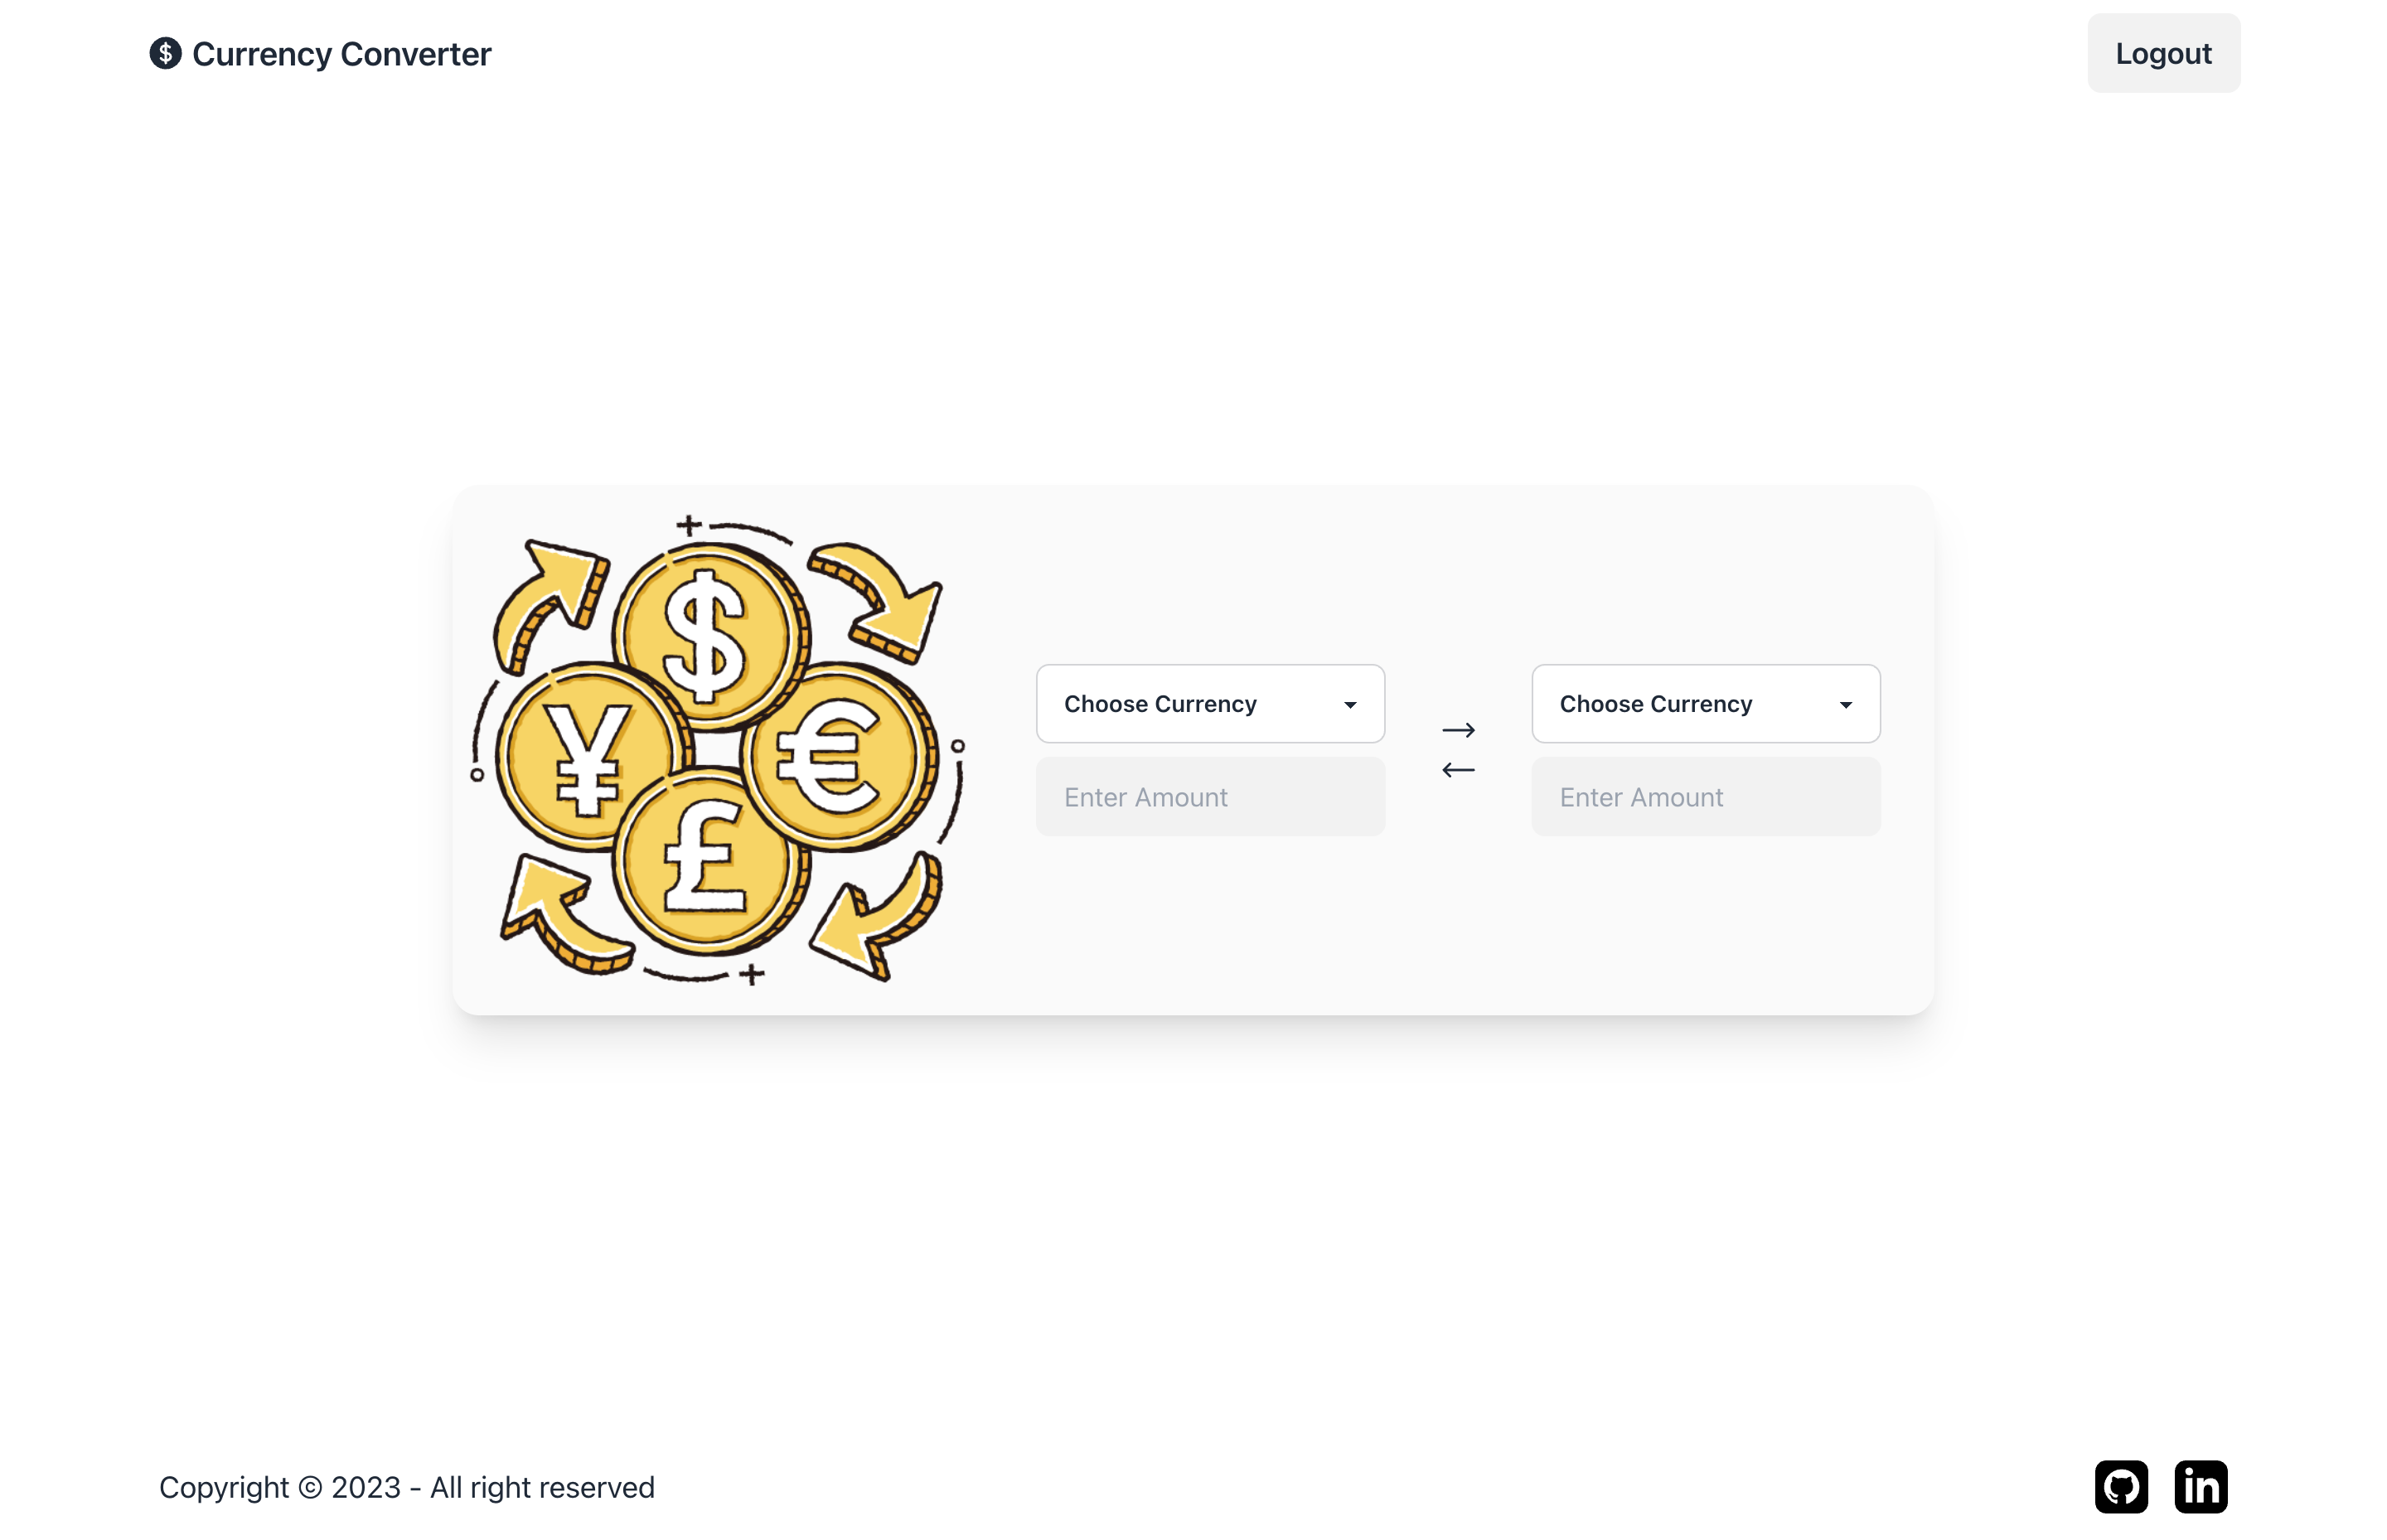 $ Currency Converter
Logout
$
¥
€
£
Choose Currency
Choose Currency
Enter Amount
Enter Amount
Copyright © 2023 - All right reserved
in